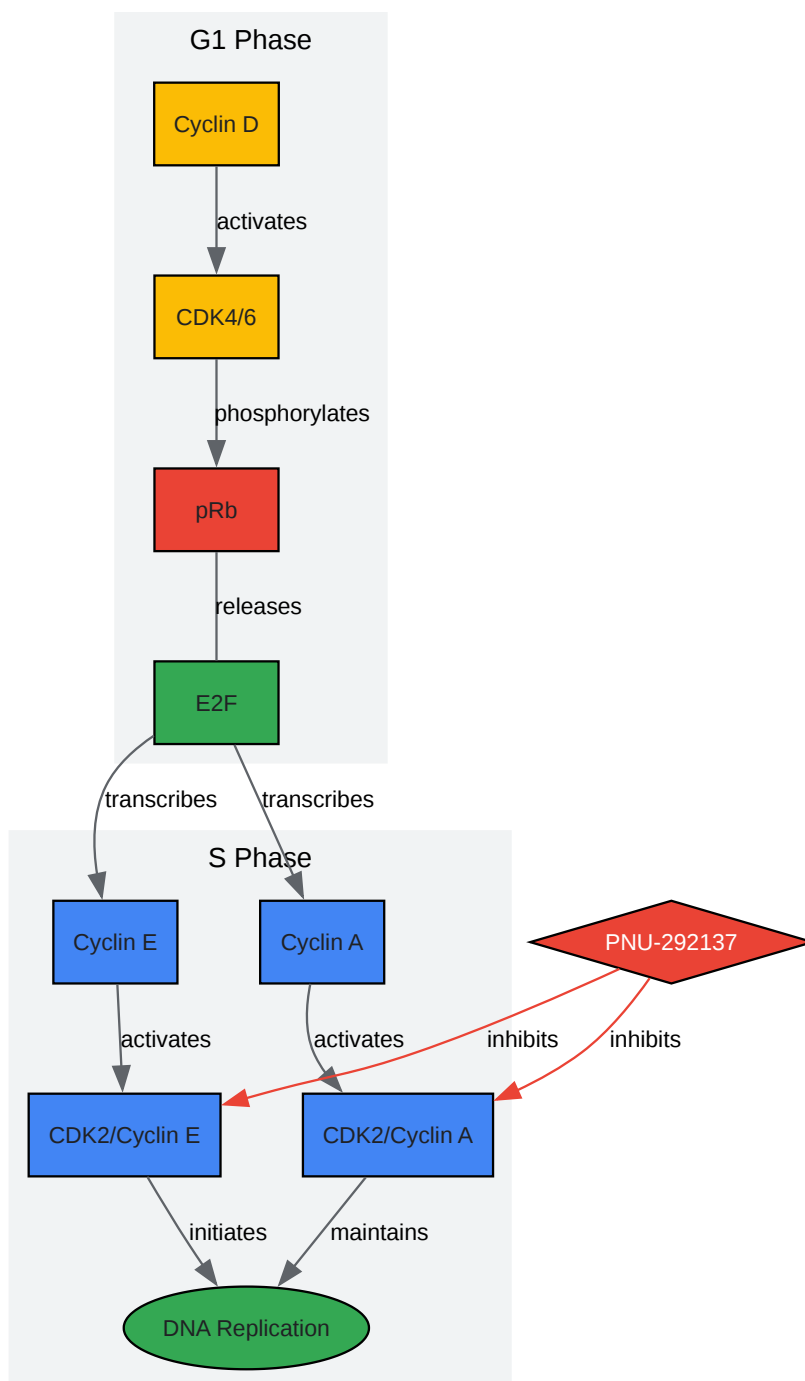 G1 Phase
Cyclin D
activates
CDK4/6
phosphorylates
pRb
releases
E2F
transcribes
transcribes
S Phase
Cyclin E
Cyclin A
PNU-292137
activates
activates
inhibits
inhibits
CDK2/Cyclin E
CDK2/Cyclin A
initiates
maintains
DNA Replication